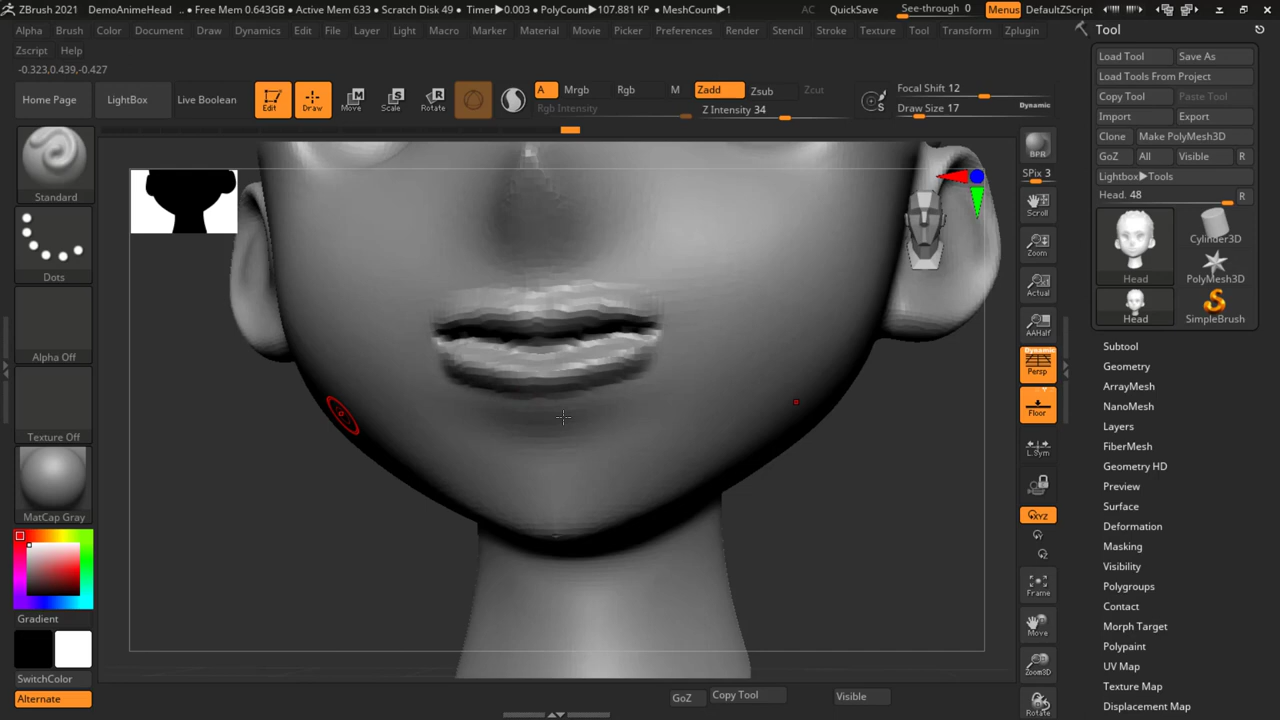 ZBrush 2021 DemoAnimeHead • Free Mem 0.643GB • Active Mem 633 • Scratch Disk 49 • Timer▶0.003 • PolyCount▶107.881 KP • MeshCount▶1 AC QuickSave See-through 0 Menus DefaultZScript
Alpha Brush Color Document Draw Dynamics Edit File Layer Light Macro Marker Material Movie Picker Preferences Render Stencil Stroke Texture Tool Transform Zplugin
Zscript Help
-0.323,0.439,-0.427
Home Page LightBox Live Boolean
Edit Draw Move Scale Rotate
A Mrgb Rgb M Zadd Zsub Zcut
Rgb Intensity Z Intensity 34
Focal Shift 12
Draw Size 17 Dynamic
Standard
Dots
Alpha Off
Texture Off
MatCap Gray
Gradient
SwitchColor
Alternate
BPR
SPix 3
Scroll
Zoom
Actual
AAHalf
Dynamic
Persp
Floor
L.Sym
XYZ
Y
Z
Frame
Move
Zoom3D
Rotate
Tool
Load Tool Save As
Load Tools From Project
Copy Tool Paste Tool
Import Export
Clone Make PolyMesh3D
GoZ All Visible R
Lightbox▶Tools
Head. 48 R
Head Cylinder3D
PolyMesh3D
Head SimpleBrush
Subtool
Geometry
ArrayMesh
NanoMesh
Layers
FiberMesh
Geometry HD
Preview
Surface
Deformation
Masking
Visibility
Polygroups
Contact
Morph Target
Polypaint
UV Map
Texture Map
Displacement Map
GoZ Copy Tool Visible